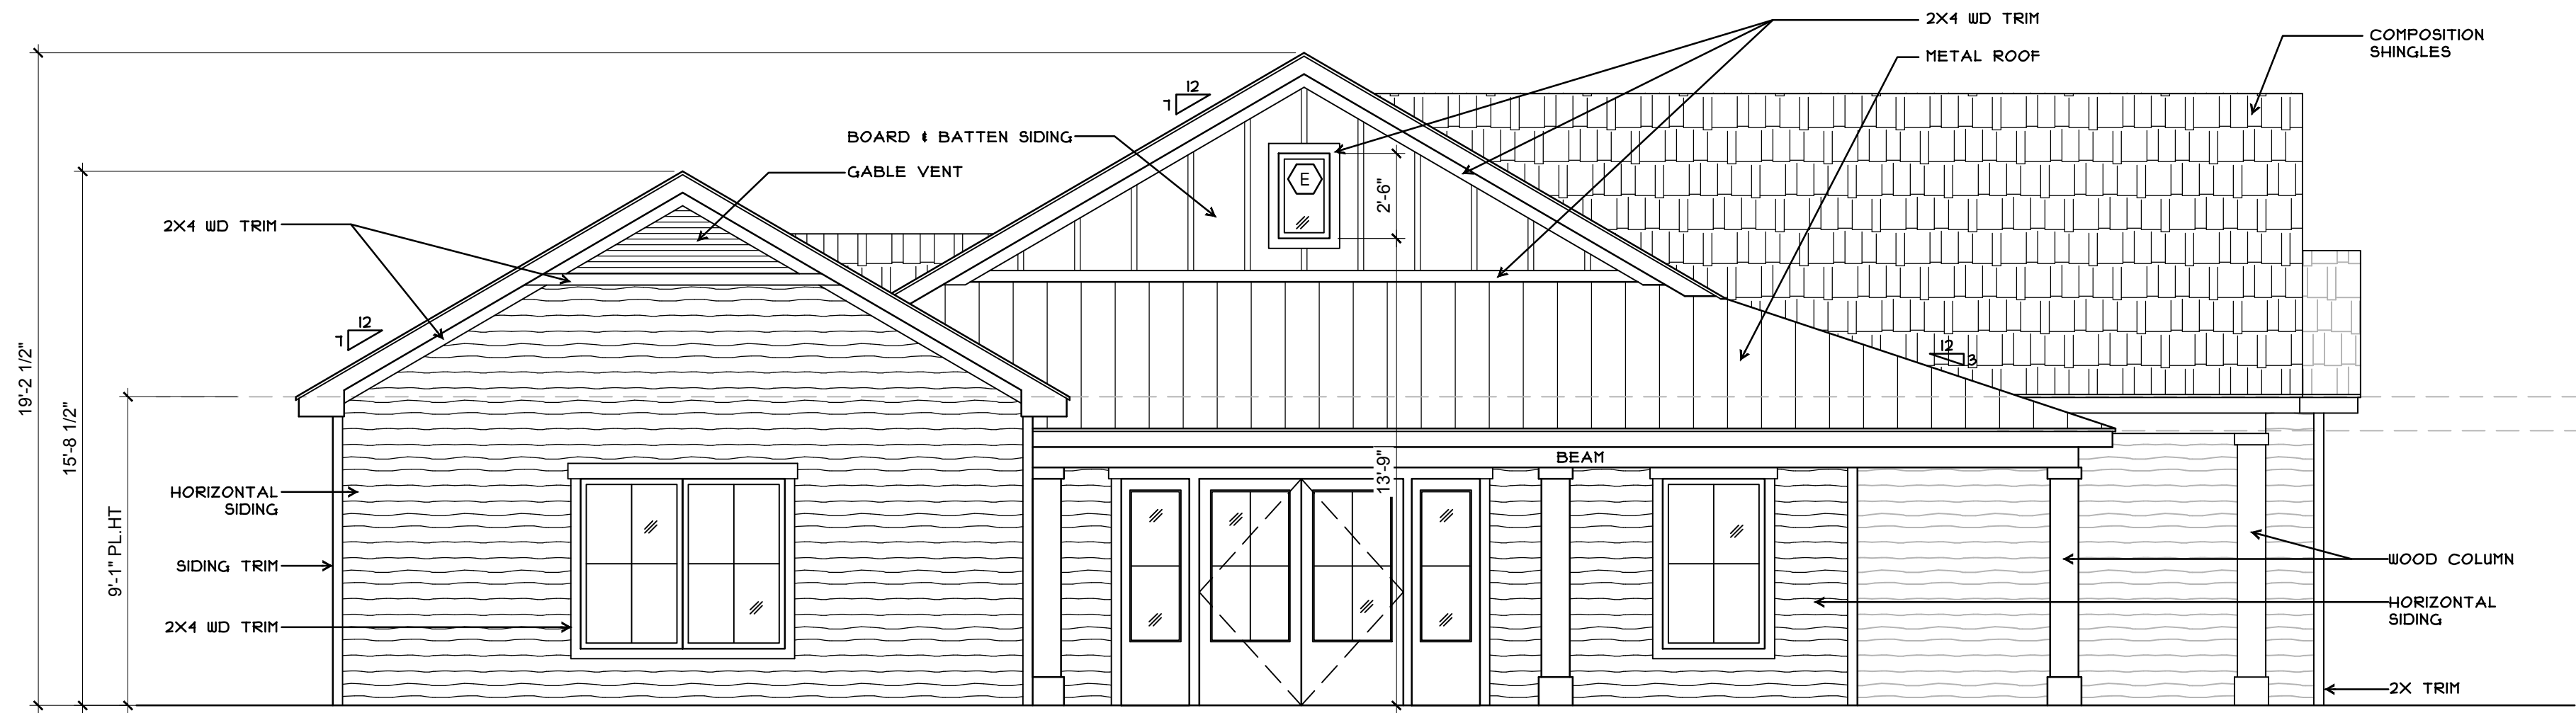 2X4 WD TRIM
METAL ROOF
COMPOSITION
SHINGLES
12
7
BOARD & BATTEN SIDING
GABLE VENT
E
2'-6"
2X4 WD TRIM
12
7
12
3
19'-2 1/2"
15'-8 1/2"
9'-1" PL.HT
13'-9"
BEAM
HORIZONTAL
SIDING
SIDING TRIM
2X4 WD TRIM
WOOD COLUMN
HORIZONTAL
SIDING
2X TRIM